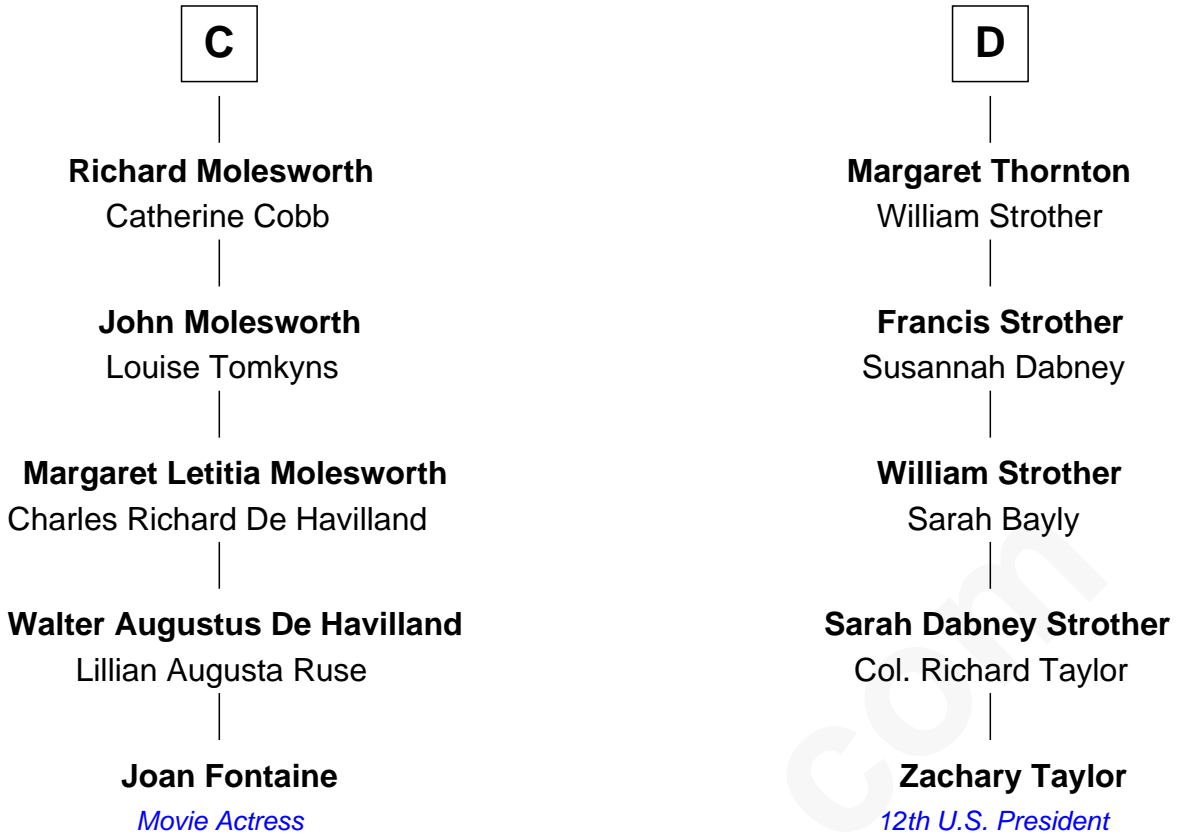 C
Richard Molesworth
Catherine Cobb
John Molesworth
Louise Tomkyns
Margaret Letitia Molesworth
Charles Richard De Havilland
Walter Augustus De Havilland
Lillian Augusta Ruse
Joan Fontaine
Movie Actress
D
Margaret Thornton
William Strother
Francis Strother
Susannah Dabney
William Strother
Sarah Bayly
Sarah Dabney Strother
Col. Richard Taylor
Zachary Taylor
12th U.S. President
com